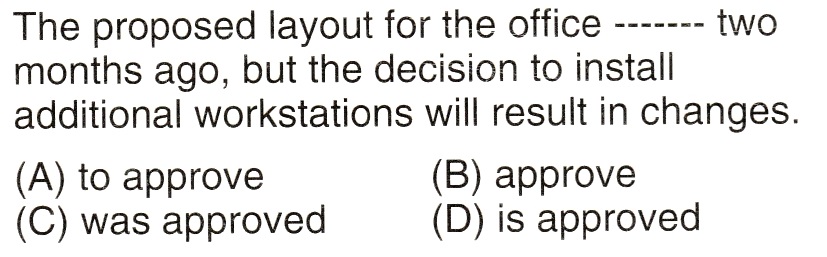 The proposed layout for the office ------- two
months ago, but the decision to install
additional workstations will result in changes.
(A) to approve (B) approve
(C) was approved (D) is approved